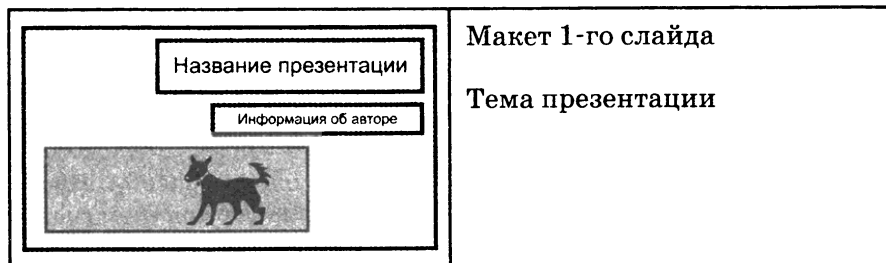 Название презентации
Информация об авторе
Макет 1-го слайда
Тема презентации